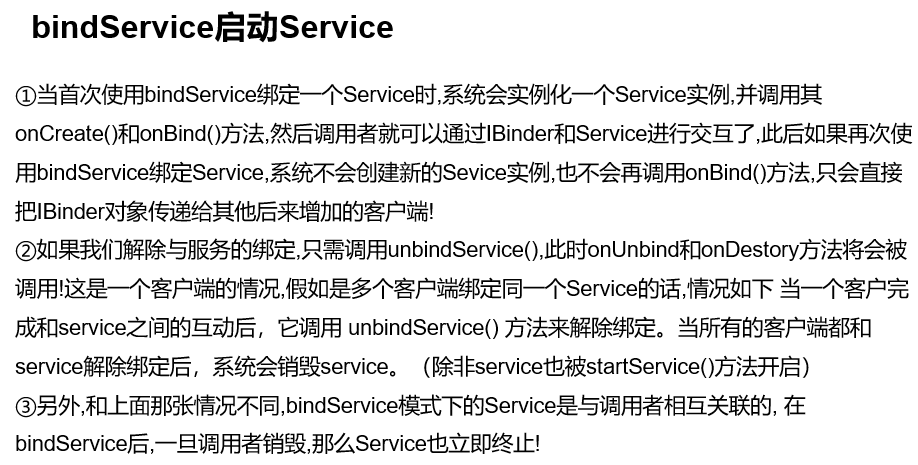 bindService启动Service
①当首次使用bindService绑定一个Service时,系统会实例化一个Service实例,并调用其
onCreate()和onBind()方法,然后调用者就可以通过IBinder和Service进行交互了,此后如果再次使
用bindService绑定Service,系统不会创建新的Sevice实例,也不会再调用onBind()方法,只会直接
把IBinder对象传递给其他后来增加的客户端!
②如果我们解除与服务的绑定,只需调用unbindService(),此时onUnbind和onDestory方法将会被
调用!这是一个客户端的情况,假如是多个客户端绑定同一个Service的话,情况如下 当一个客户完
成和service之间的互动后，它调用 unbindService() 方法来解除绑定。当所有的客户端都和
service解除绑定后，系统会销毁service。（除非service也被startService()方法开启）
③另外,和上面那张情况不同,bindService模式下的Service是与调用者相互关联的, 在
bindService后,一旦调用者销毁,那么Service也立即终止!